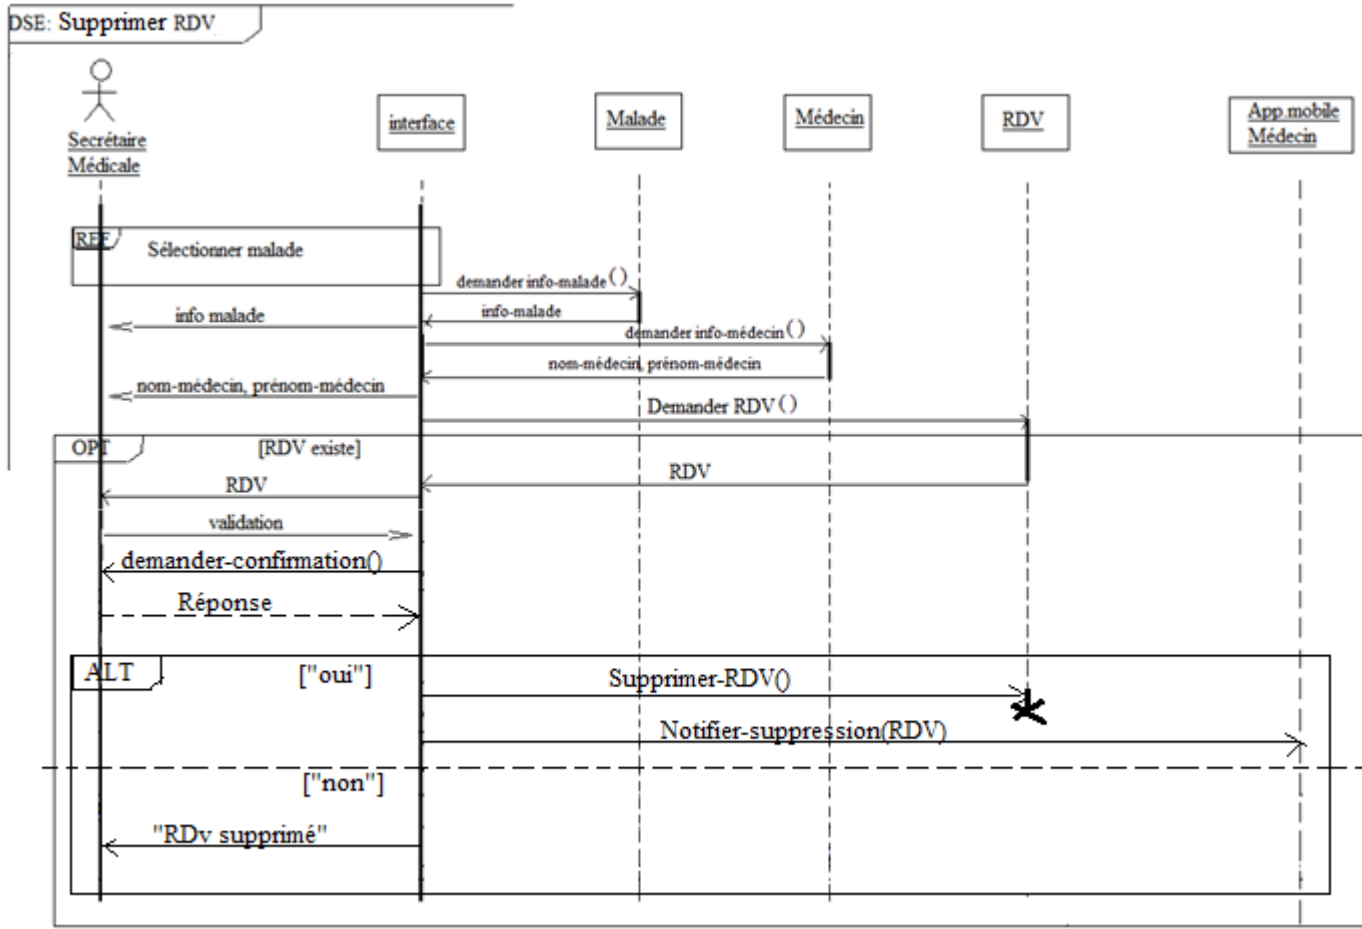 DSE: Supprimer RDV
Secrétaire
Médicale
interface
Malade
Médecin
RDV
App.mobile
Médecin
REF
Sélectionner malade
demander info-malade ( )
info-malade
info malade
demander info-médecin ( )
nom-médecin, prénom-médecin
nom-médecin, prénom-médecin
Demander RDV ( )
OPT
[RDV existe]
RDV
RDV
validation
demander-confirmation()
Réponse
ALT
["oui"]
Supprimer-RDV()
Notifier-suppression(RDV)
["non"]
"RDv supprimé"